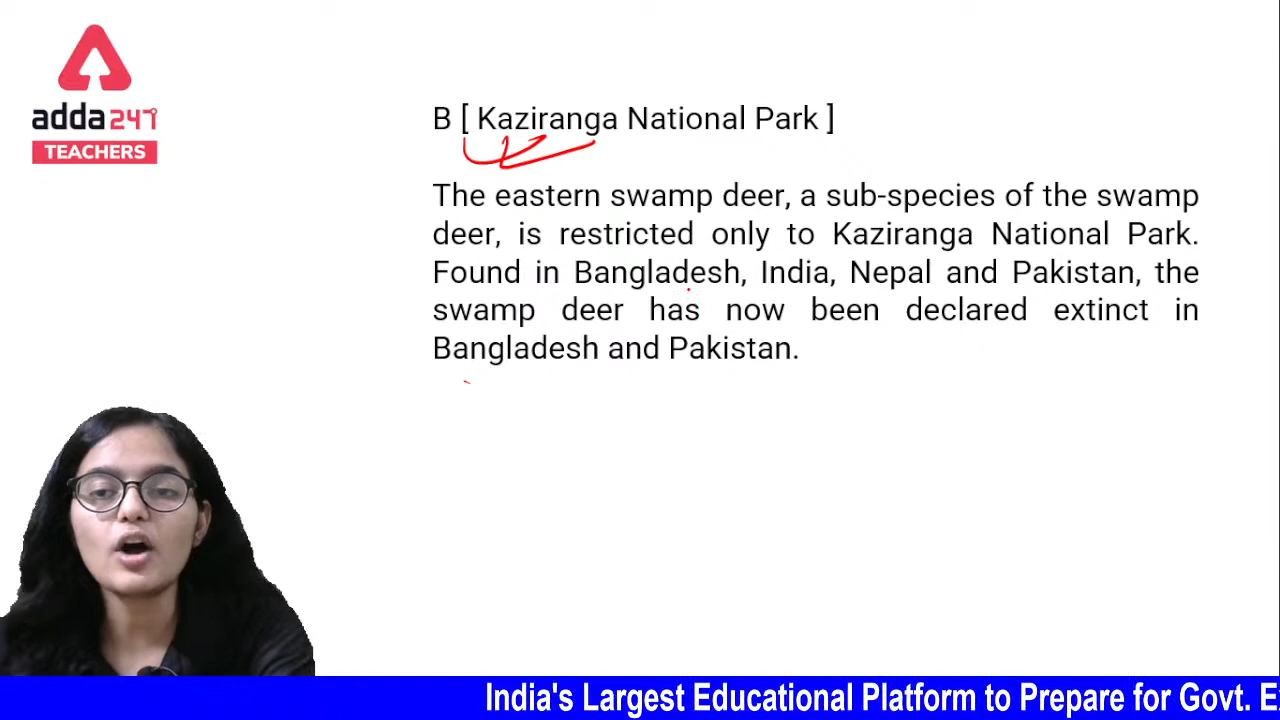 adda247
TEACHERS
B [ Kaziranga National Park ]
The eastern swamp deer, a sub-species of the swamp
deer, is restricted only to Kaziranga National Park.
Found in Bangladesh, India, Nepal and Pakistan, the
swamp deer has now been declared extinct in
Bangladesh and Pakistan.
India's Largest Educational Platform to Prepare for Govt. E